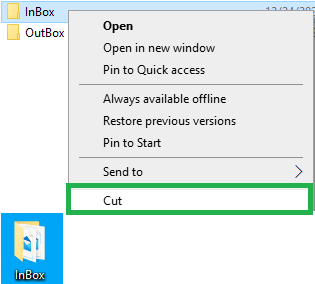 InBox
OutBox
Open
Open in new window
Pin to Quick access
Always available offline
Restore previous versions
Pin to Start
Send to
Cut
InBox